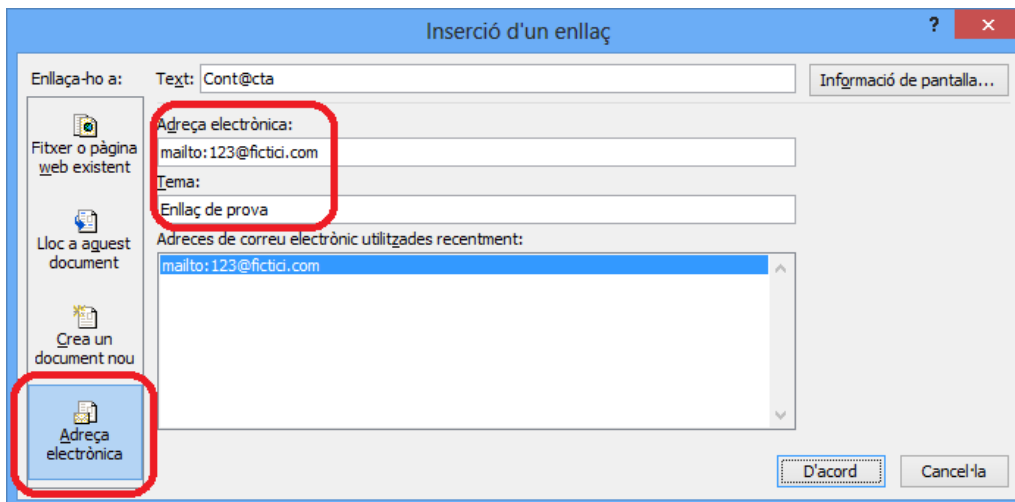 Inserció d'un enllaç
?
Enllaça-ho a:
Text: Cont@cta
Informació de pantalla...
Fitxer o pàgina
web existent
Lloc a aquest
document
Crea un
document nou
Adreça
electrònica
Adreça electrònica:
mailto:123@fictici.com
Tema:
Enllaç de prova
Adreces de correu electrònic utilitzades recentment:
mailto:123@fictici.com
D'acord
Cancel·la